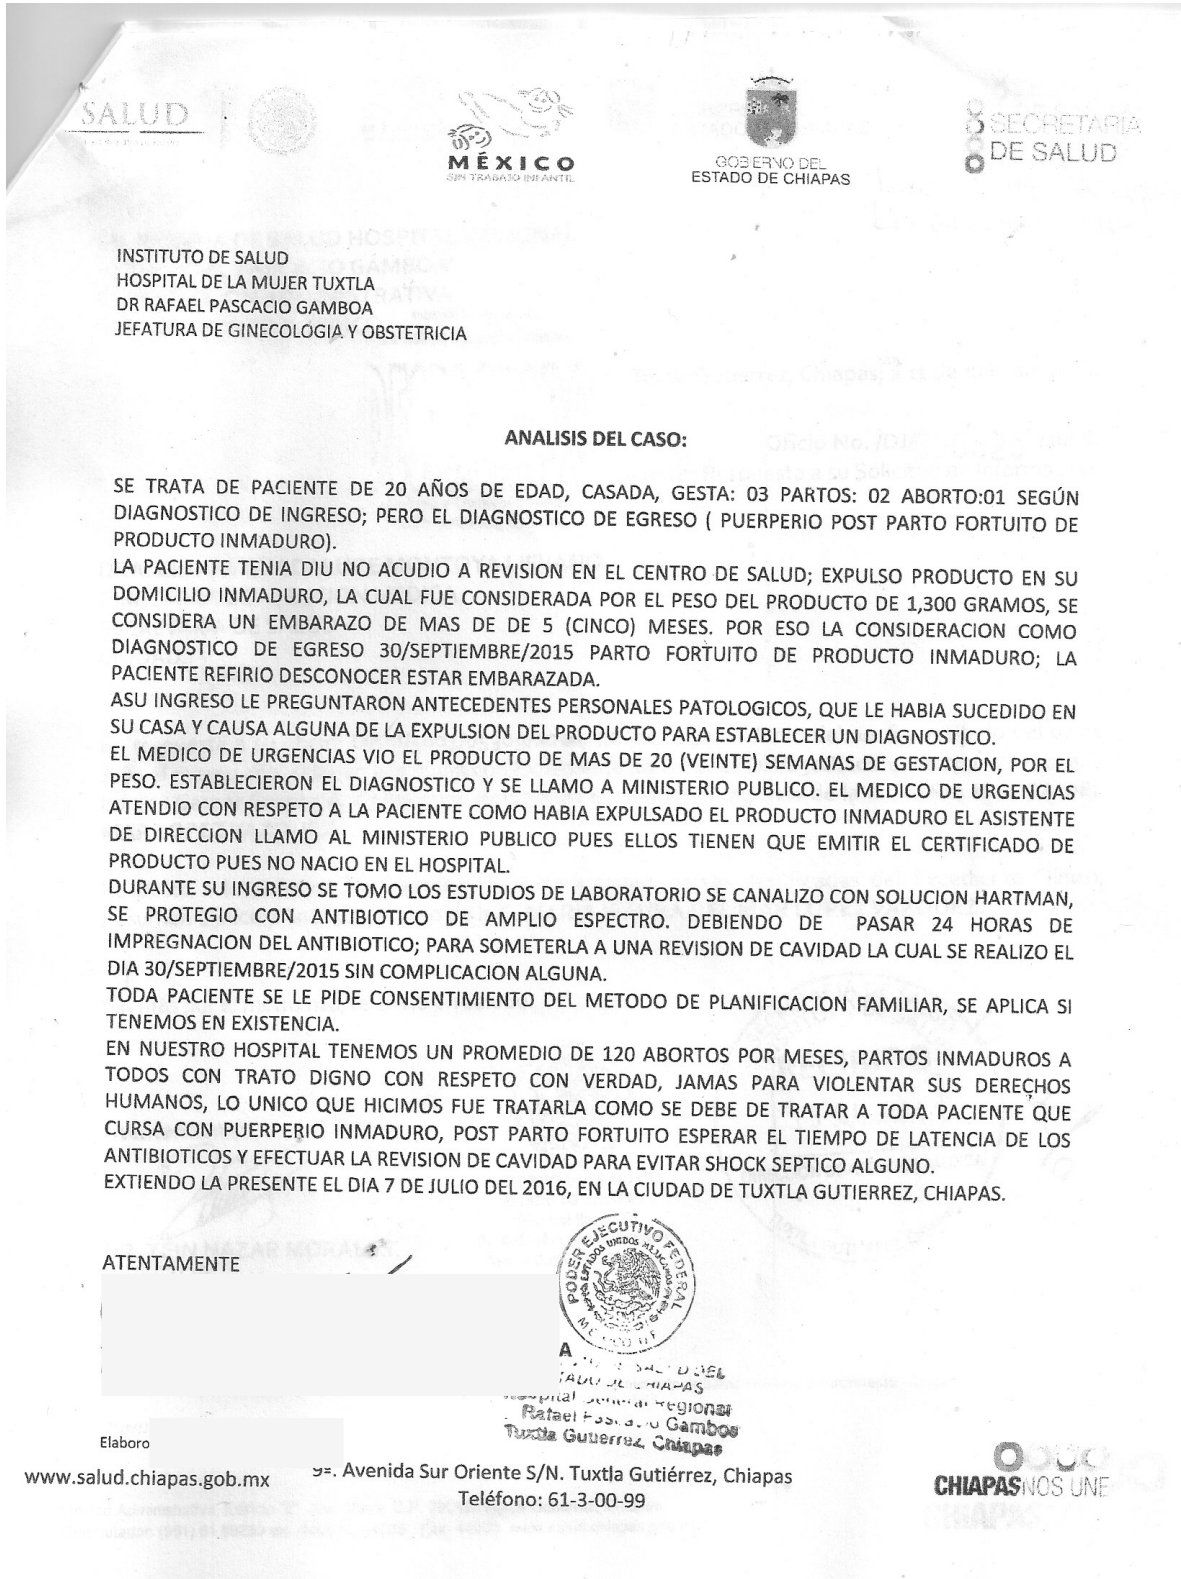 SALUD
MÉXICO
SIN TRABAJO INFANTIL
GOBIERNO DEL
ESTADO DE CHIAPAS
SECRETARÍA
DE SALUD
INSTITUTO DE SALUD
HOSPITAL DE LA MUJER TUXTLA
DR RAFAEL PASCACIO GAMBOA
JEFATURA DE GINECOLOGIA Y OBSTETRICIA
ANALISIS DEL CASO:
SE TRATA DE PACIENTE DE 20 AÑOS DE EDAD, CASADA, GESTA: 03 PARTOS: 02 ABORTO:01 SEGÚN
DIAGNOSTICO DE INGRESO; PERO EL DIAGNOSTICO DE EGRESO ( PUERPERIO POST PARTO FORTUITO DE
PRODUCTO INMADURO).
LA PACIENTE TENIA DIU NO ACUDIO A REVISION EN EL CENTRO DE SALUD; EXPULSO PRODUCTO EN SU
DOMICILIO INMADURO, LA CUAL FUE CONSIDERADA POR EL PESO DEL PRODUCTO DE 1,300 GRAMOS, SE
CONSIDERA UN EMBARAZO DE MAS DE DE 5 (CINCO) MESES. POR ESO LA CONSIDERACION COMO
DIAGNOSTICO DE EGRESO 30/SEPTIEMBRE/2015 PARTO FORTUITO DE PRODUCTO INMADURO; LA
PACIENTE REFIRIO DESCONOCER ESTAR EMBARAZADA.
ASU INGRESO LE PREGUNTARON ANTECEDENTES PERSONALES PATOLOGICOS, QUE LE HABIA SUCEDIDO EN
SU CASA Y CAUSA ALGUNA DE LA EXPULSION DEL PRODUCTO PARA ESTABLECER UN DIAGNOSTICO.
EL MEDICO DE URGENCIAS VIO EL PRODUCTO DE MAS DE 20 (VEINTE) SEMANAS DE GESTACION, POR EL
PESO. ESTABLECIERON EL DIAGNOSTICO Y SE LLAMO A MINISTERIO PUBLICO. EL MEDICO DE URGENCIAS
ATENDIO CON RESPETO A LA PACIENTE COMO HABIA EXPULSADO EL PRODUCTO INMADURO EL ASISTENTE
DE DIRECCION LLAMO AL MINISTERIO PUBLICO PUES ELLOS TIENEN QUE EMITIR EL CERTIFICADO DE
PRODUCTO PUES NO NACIO EN EL HOSPITAL.
DURANTE SU INGRESO SE TOMO LOS ESTUDIOS DE LABORATORIO SE CANALIZO CON SOLUCION HARTMAN,
SE PROTEGIO CON ANTIBIOTICO DE AMPLIO ESPECTRO. DEBIENDO DE PASAR 24 HORAS DE
IMPREGNACION DEL ANTIBIOTICO; PARA SOMETERLA A UNA REVISION DE CAVIDAD LA CUAL SE REALIZO EL
DIA 30/SEPTIEMBRE/2015 SIN COMPLICACION ALGUNA.
TODA PACIENTE SE LE PIDE CONSENTIMIENTO DEL METODO DE PLANIFICACION FAMILIAR, SE APLICA SI
TENEMOS EN EXISTENCIA.
EN NUESTRO HOSPITAL TENEMOS UN PROMEDIO DE 120 ABORTOS POR MESES, PARTOS INMADUROS A
TODOS CON TRATO DIGNO CON RESPETO CON VERDAD, JAMAS PARA VIOLENTAR SUS DERECHOS
HUMANOS, LO UNICO QUE HICIMOS FUE TRATARLA COMO SE DEBE DE TRATAR A TODA PACIENTE QUE
CURSA CON PUERPERIO INMADURO, POST PARTO FORTUITO ESPERAR EL TIEMPO DE LATENCIA DE LOS
ANTIBIOTICOS Y EFECTUAR LA REVISION DE CAVIDAD PARA EVITAR SHOCK SEPTICO ALGUNO.
EXTIENDO LA PRESENTE EL DIA 7 DE JULIO DEL 2016, EN LA CIUDAD DE TUXTLA GUTIERREZ, CHIAPAS.
ATENTAMENTE
PODER EJECUTIVO FEDERAL
ESTADOS UNIDOS MEXICANOS
MEXICO D F
A
DEL
CHIAPAS
Hospital General Regional
Rafael Gamboa
Tuxtla Gutierrez, Chiapas
Elaboro
www.salud.chiapas.gob.mx
Avenida Sur Oriente S/N. Tuxtla Gutiérrez, Chiapas
Teléfono: 61-3-00-99
CHIAPAS NOS UNE